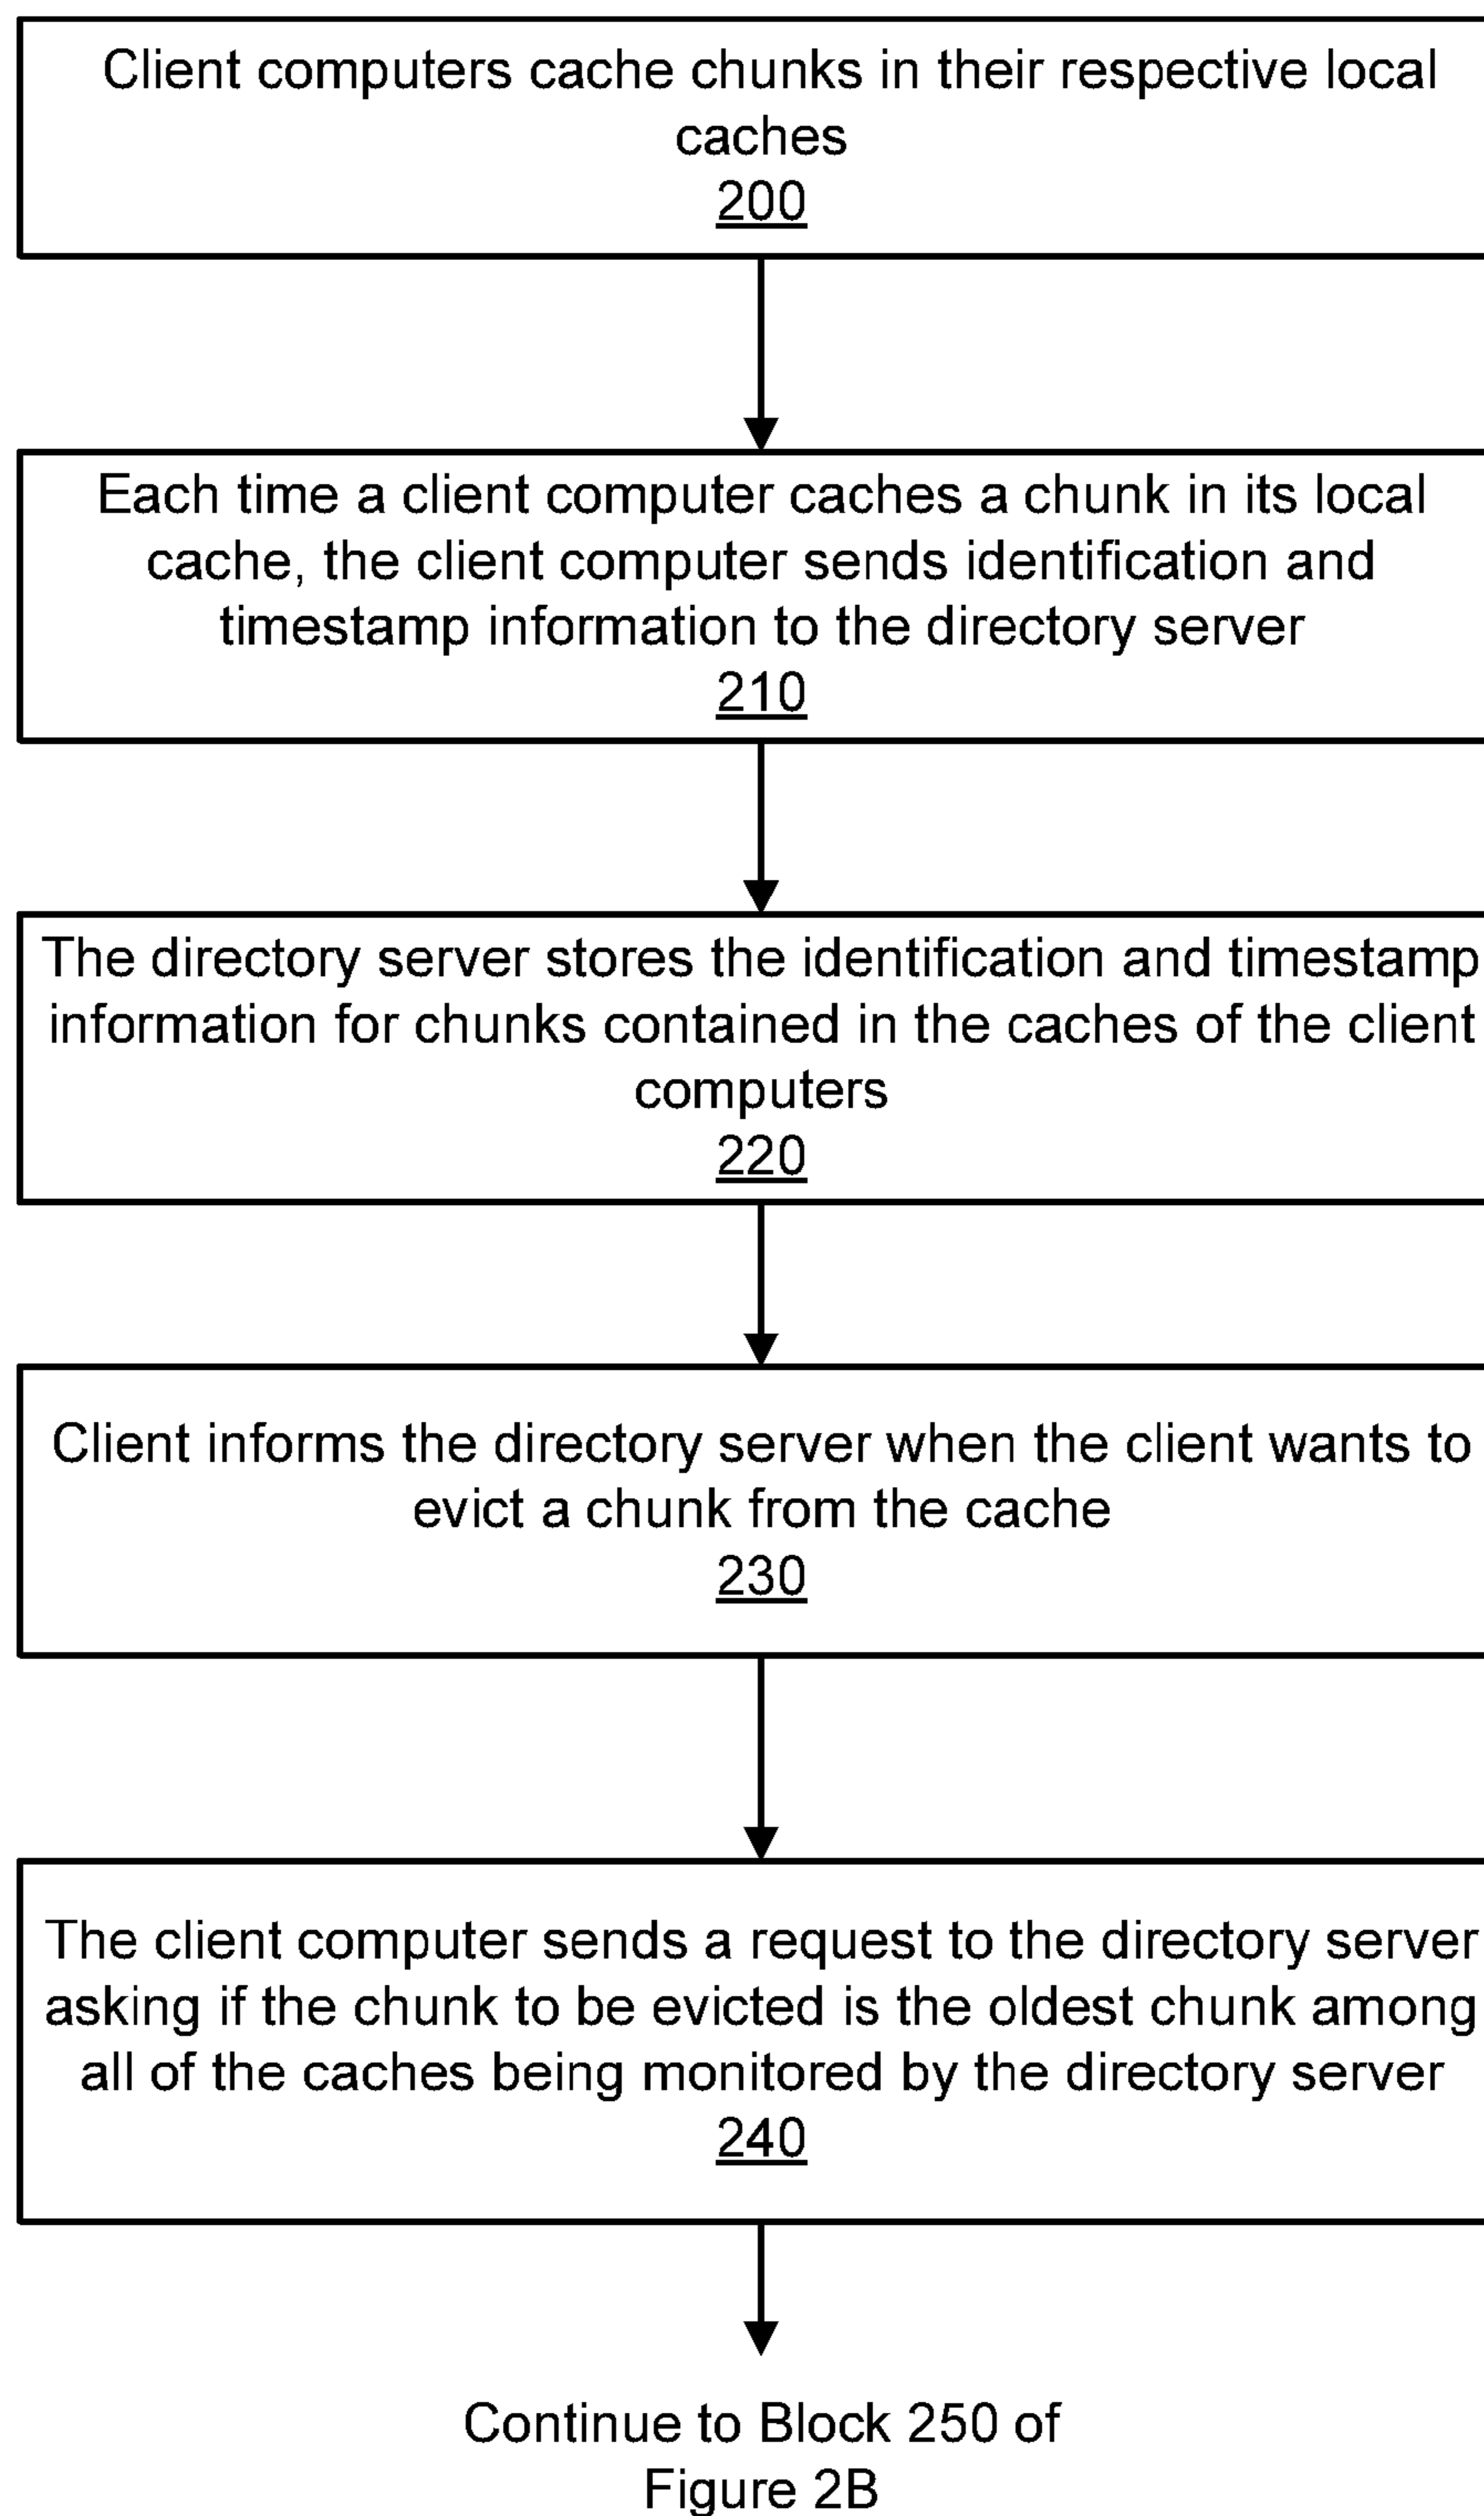 Client computers cache chunks in their respective local
caches
200
Each time a client computer caches a chunk in its local
cache, the client computer sends identification and
timestamp information to the directory server
210
The directory server stores the identification and timestamp
information for chunks contained in the caches of the client
computers
220
Client informs the directory server when the client wants to
evict a chunk from the cache
230
The client computer sends a request to the directory server
asking if the chunk to be evicted is the oldest chunk among
all of the caches being monitored by the directory server
240
Continue to Block 250 of
Figure 2B